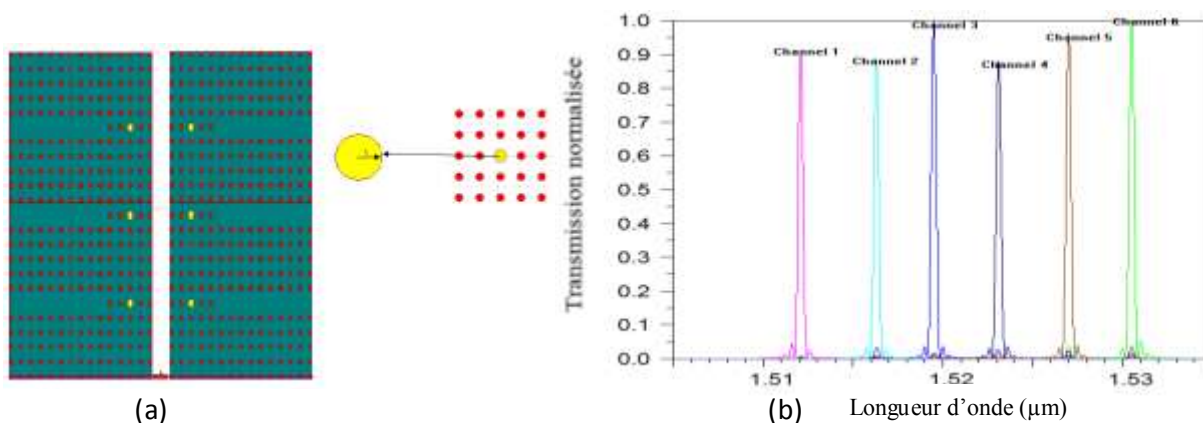 1.0
0.9
0.8
0.7
0.6
0.5
0.4
0.3
0.2
0.1
0.0
Transmission normalisée
Channel 1
Channel 2
Channel 3
Channel 4
Channel 5
Channel 6
1.51
1.52
1.53
(a)
(b)
Longueur d’onde (µm)